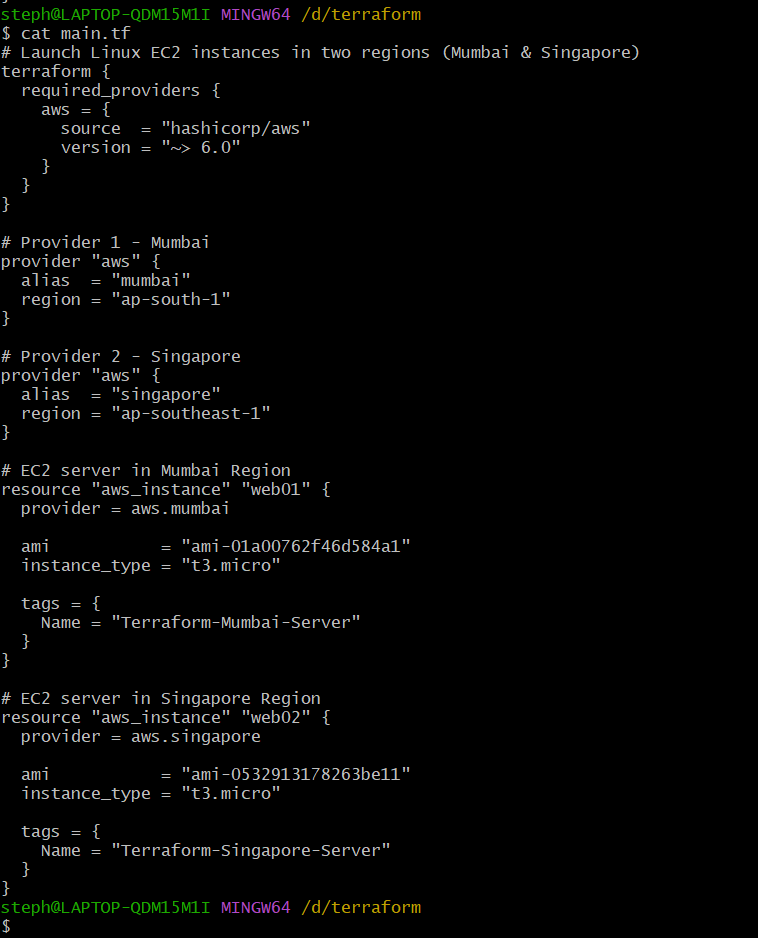 steph@LAPTOP-QDM15M1I MINGW64 /d/terraform
$ cat main.tf
# Launch Linux EC2 instances in two regions (Mumbai & Singapore)
terraform {
  required_providers {
    aws = {
      source  = "hashicorp/aws"
      version = "~> 6.0"
    }
  }
}

# Provider 1 - Mumbai
provider "aws" {
  alias  = "mumbai"
  region = "ap-south-1"
}

# Provider 2 - Singapore
provider "aws" {
  alias  = "singapore"
  region = "ap-southeast-1"
}

# EC2 server in Mumbai Region
resource "aws_instance" "web01" {
  provider = aws.mumbai

  ami           = "ami-01a00762f46d584a1"
  instance_type = "t3.micro"

  tags = {
    Name = "Terraform-Mumbai-Server"
  }
}

# EC2 server in Singapore Region
resource "aws_instance" "web02" {
  provider = aws.singapore

  ami           = "ami-0532913178263be11"
  instance_type = "t3.micro"

  tags = {
    Name = "Terraform-Singapore-Server"
  }
}
steph@LAPTOP-QDM15M1I MINGW64 /d/terraform
$